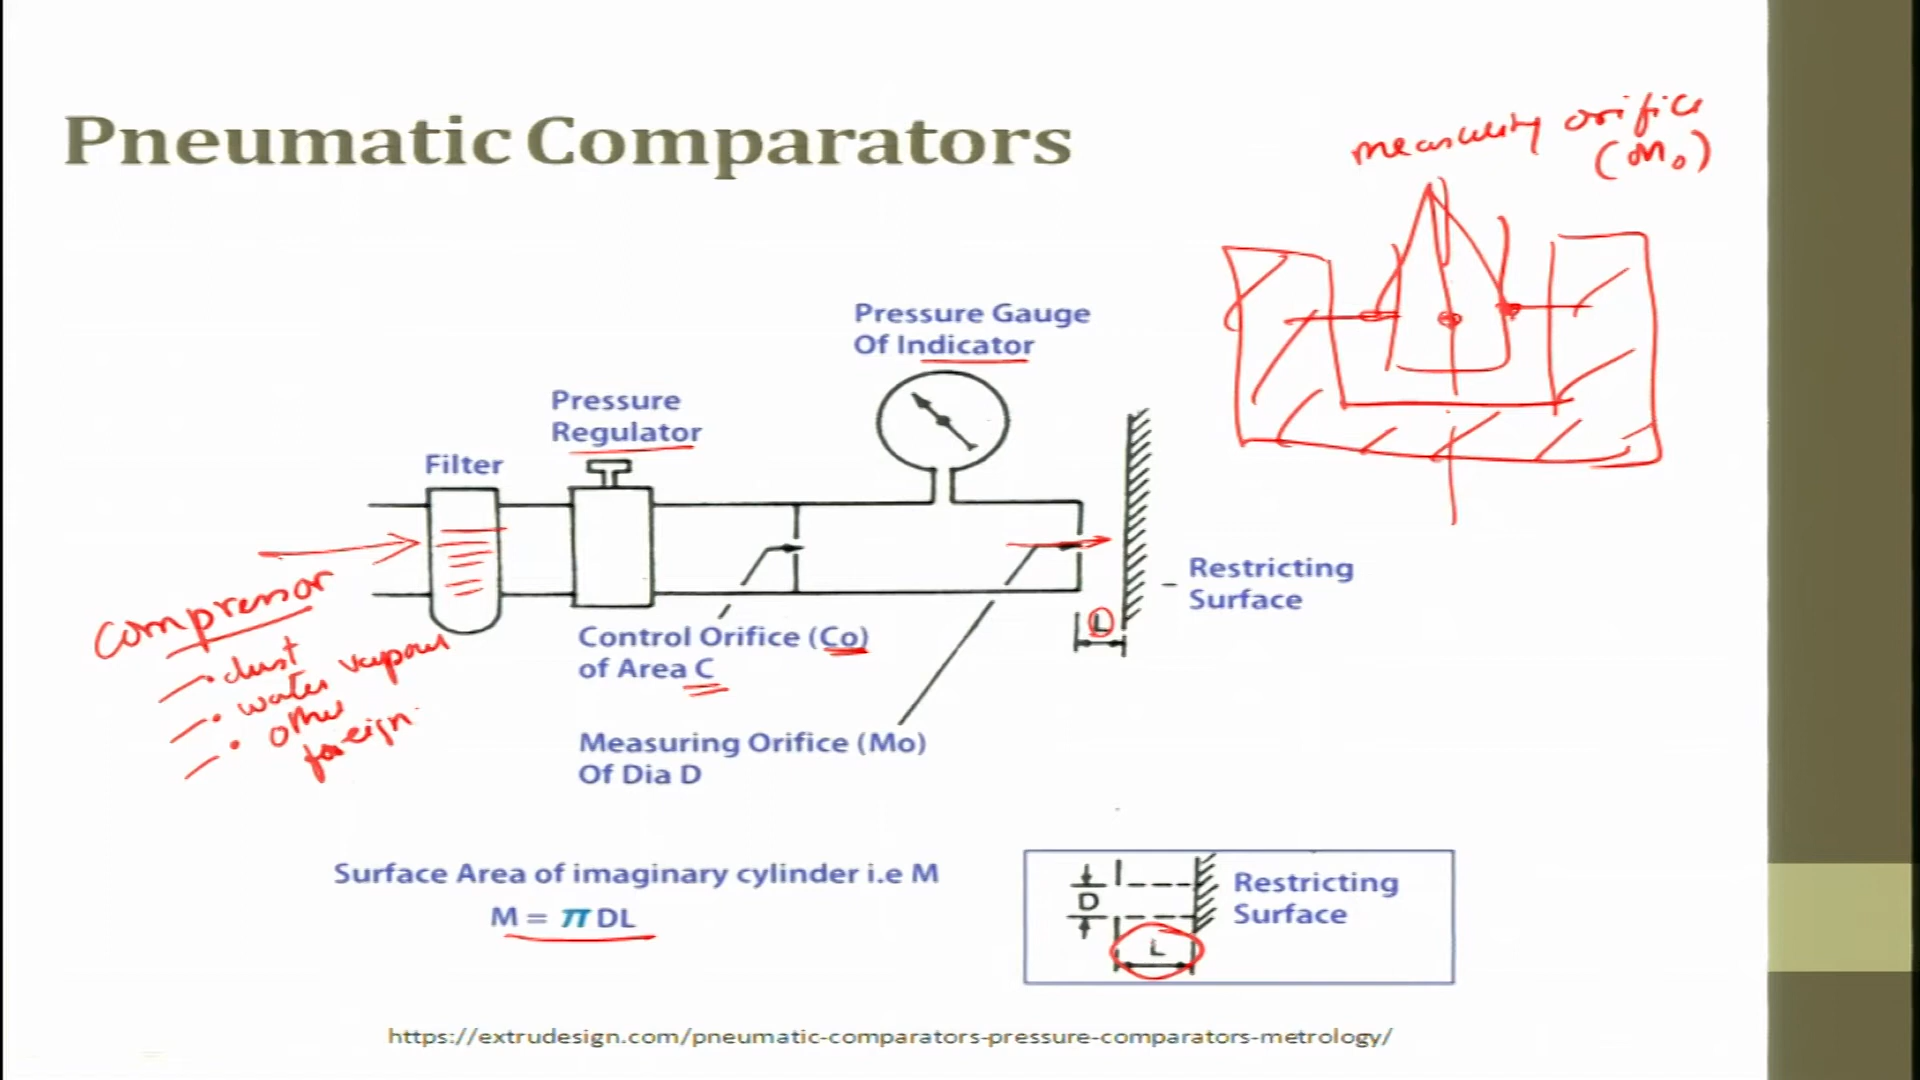 Pneumatic Comparators
measuring orifice
(Mo)
Pressure Gauge
Of Indicator
Pressure
Regulator
Filter
Restricting
Surface
L
compressor
• dust
• water vapour
• other
foreign
Control Orifice (Co)
of Area C
Measuring Orifice (Mo)
Of Dia D
Surface Area of imaginary cylinder i.e M
M = π DL
D
L
Restricting
Surface
https://extrudesign.com/pneumatic-comparators-pressure-comparators-metrology/